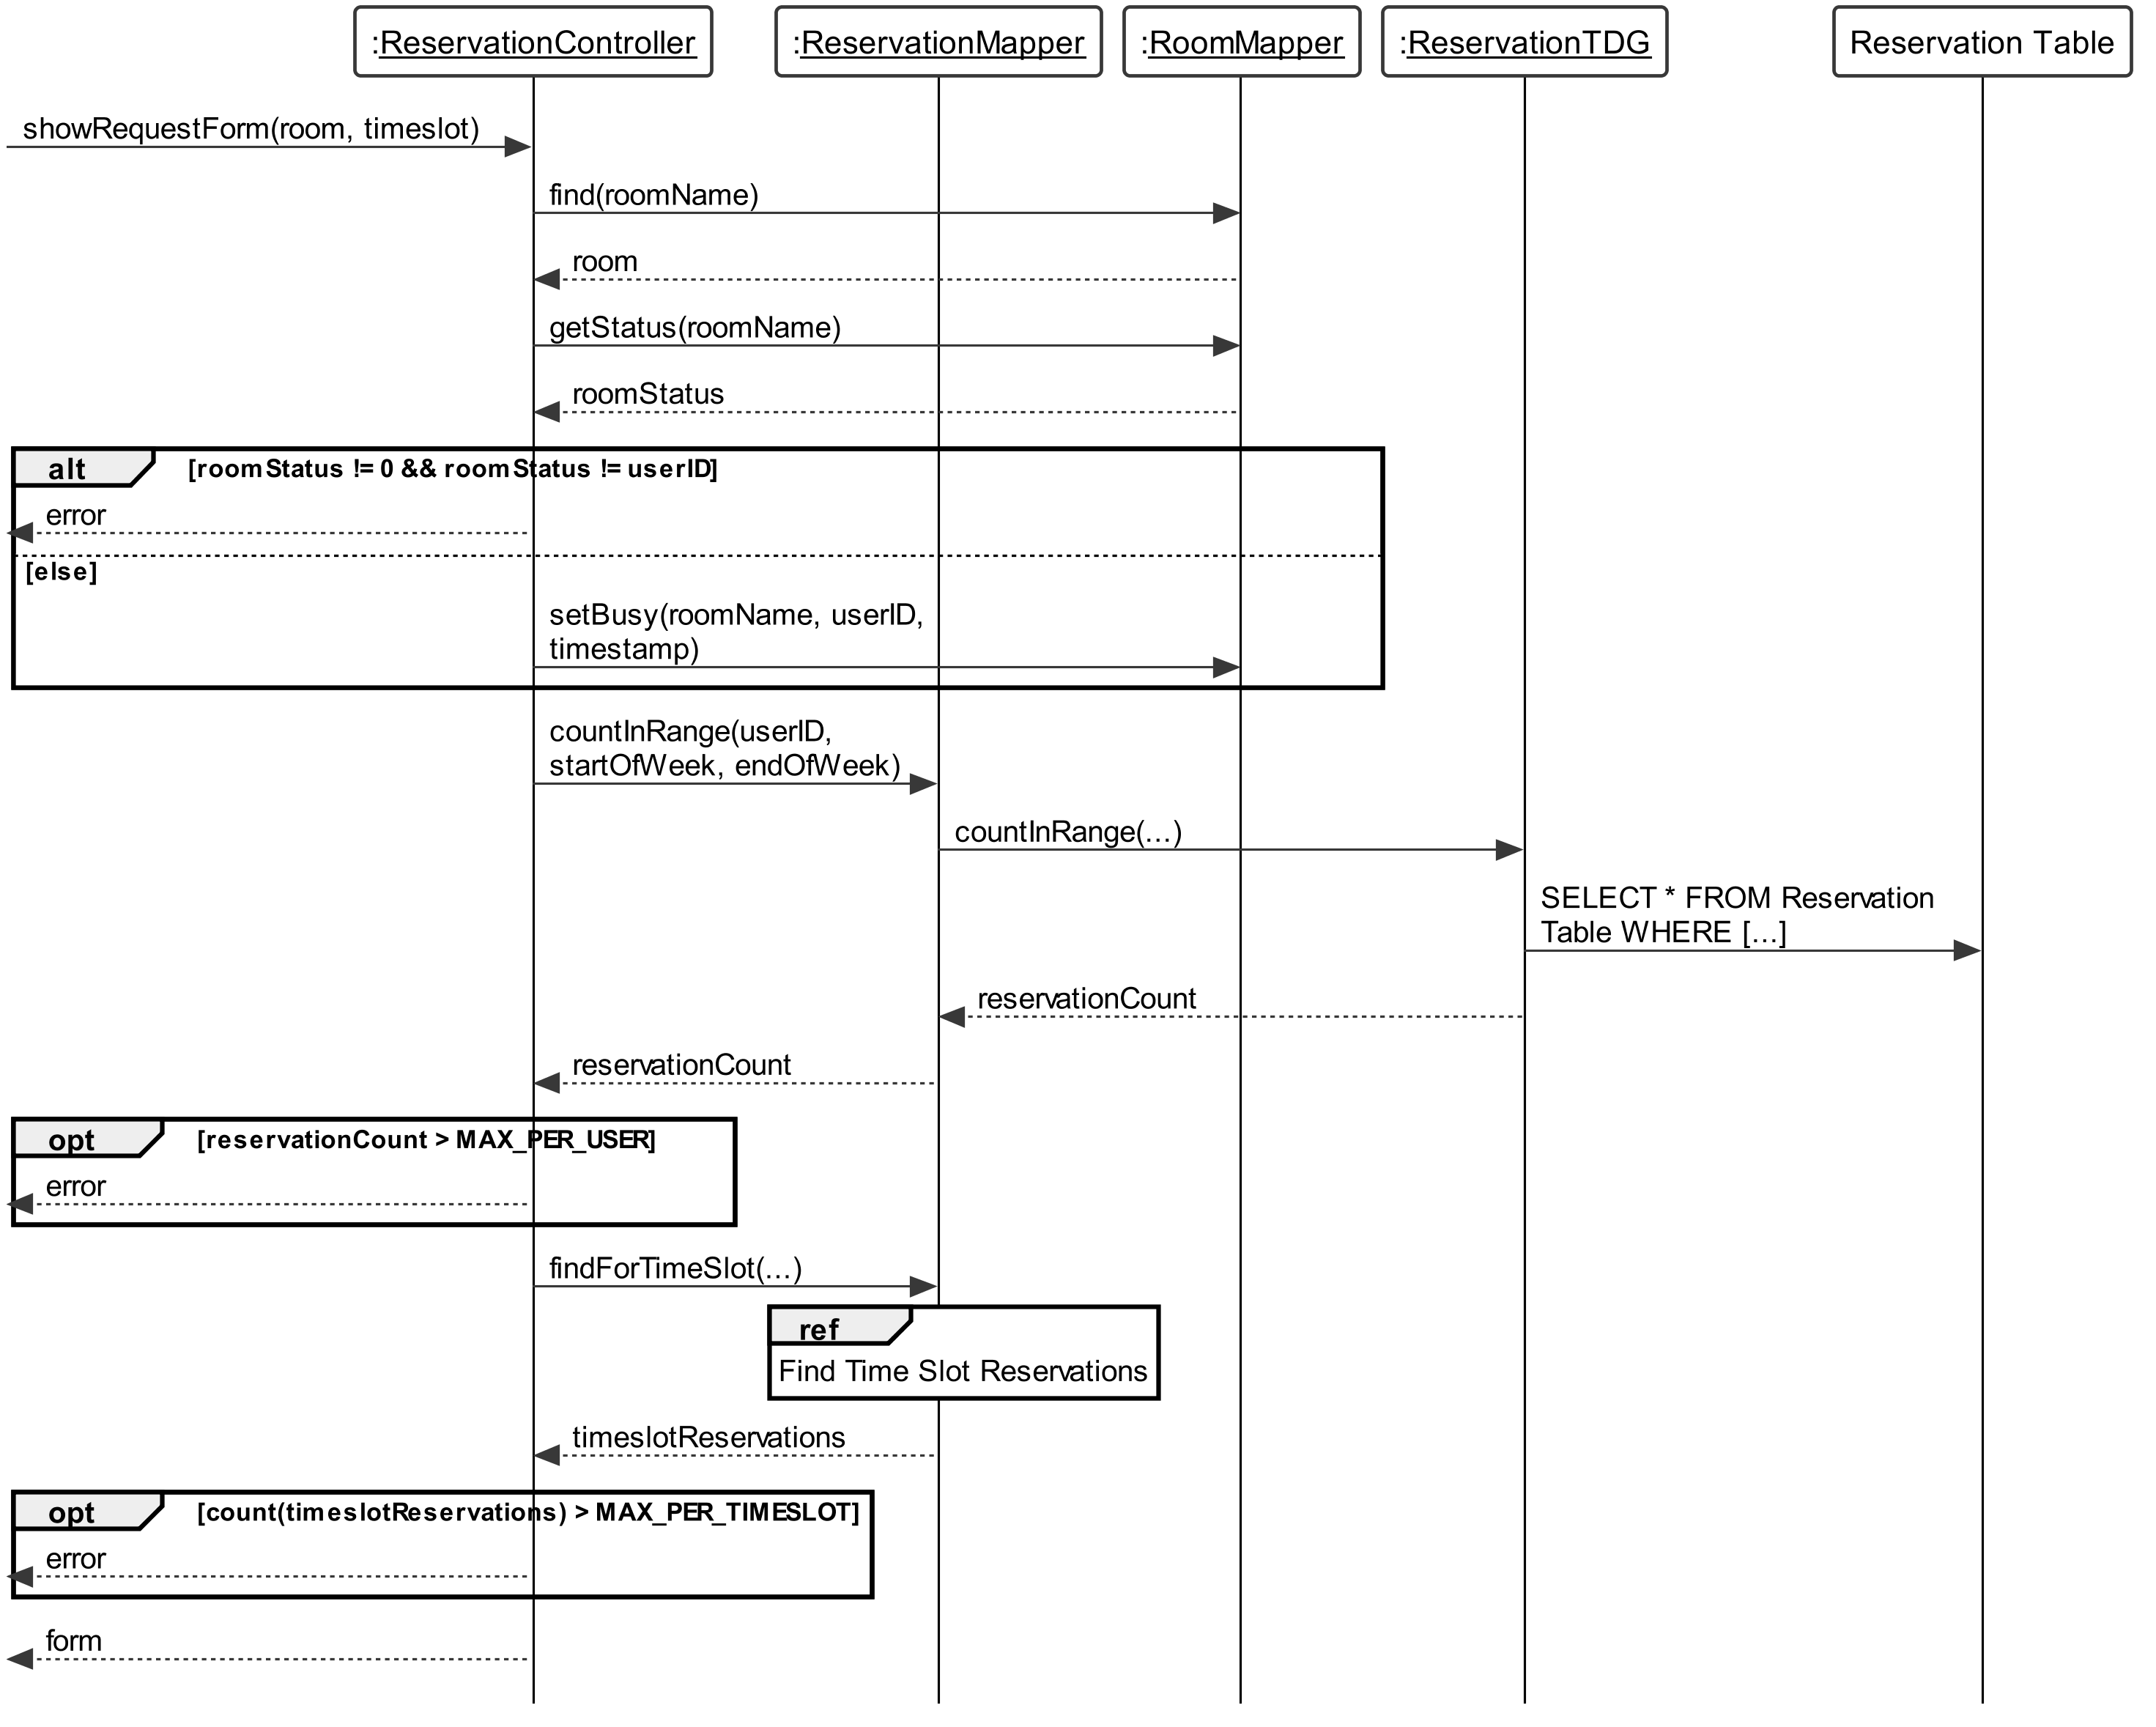 :ReservationController
:ReservationMapper
:RoomMapper
:ReservationTDG
Reservation Table
showRequestForm(room, timeslot)
find(roomName)
room
getStatus(roomName)
roomStatus
alt
[roomStatus != 0 && roomStatus != userID]
error
[else]
setBusy(roomName, userID,
timestamp)
countInRange(userID,
startOfWeek, endOfWeek)
countInRange(...)
SELECT * FROM Reservation
Table WHERE [...]
reservationCount
reservationCount
opt
[reservationCount > MAX_PER_USER]
error
findForTimeSlot(...)
ref
Find Time Slot Reservations
timeslotReservations
opt
[count(timeslotReservations) > MAX_PER_TIMESLOT]
error
form